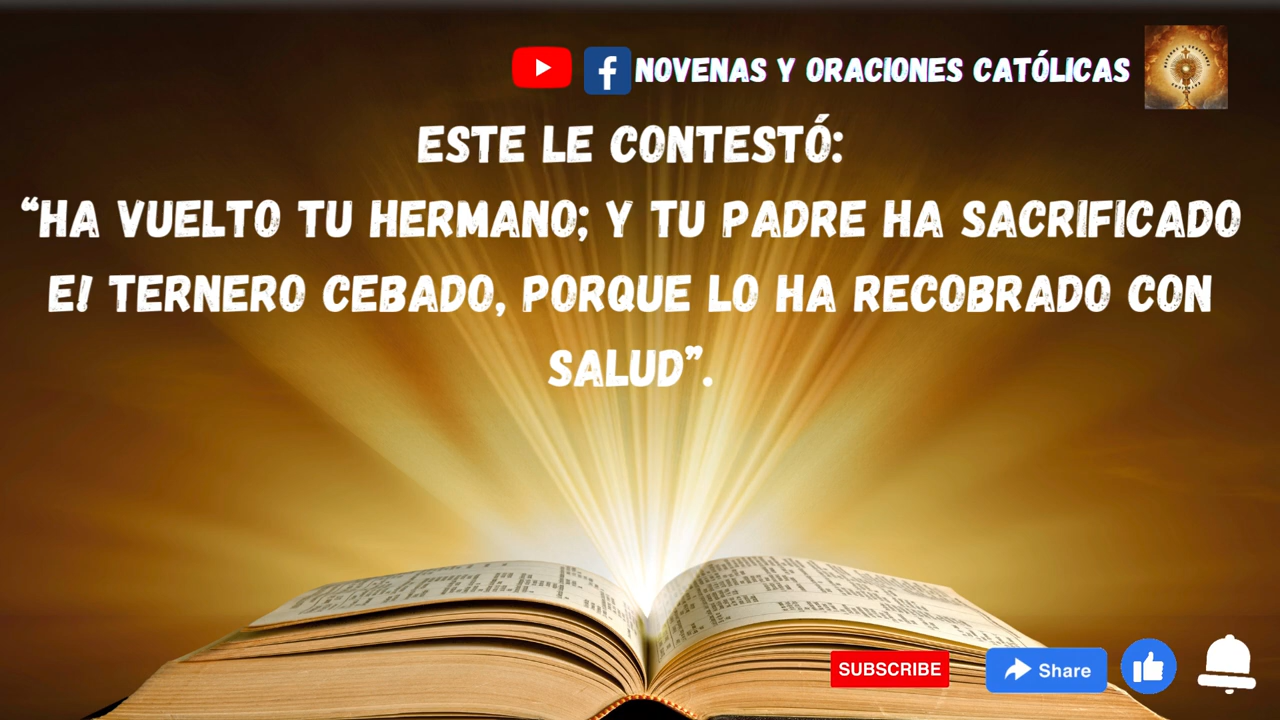 NOVENAS Y ORACIONES CATÓLICAS
ESTE LE CONTESTÓ:
“HA VUELTO TU HERMANO; Y TU PADRE HA SACRIFICADO
E! TERNERO CEBADO, PORQUE LO HA RECOBRADO CON
SALUD”.
SUBSCRIBE
Share